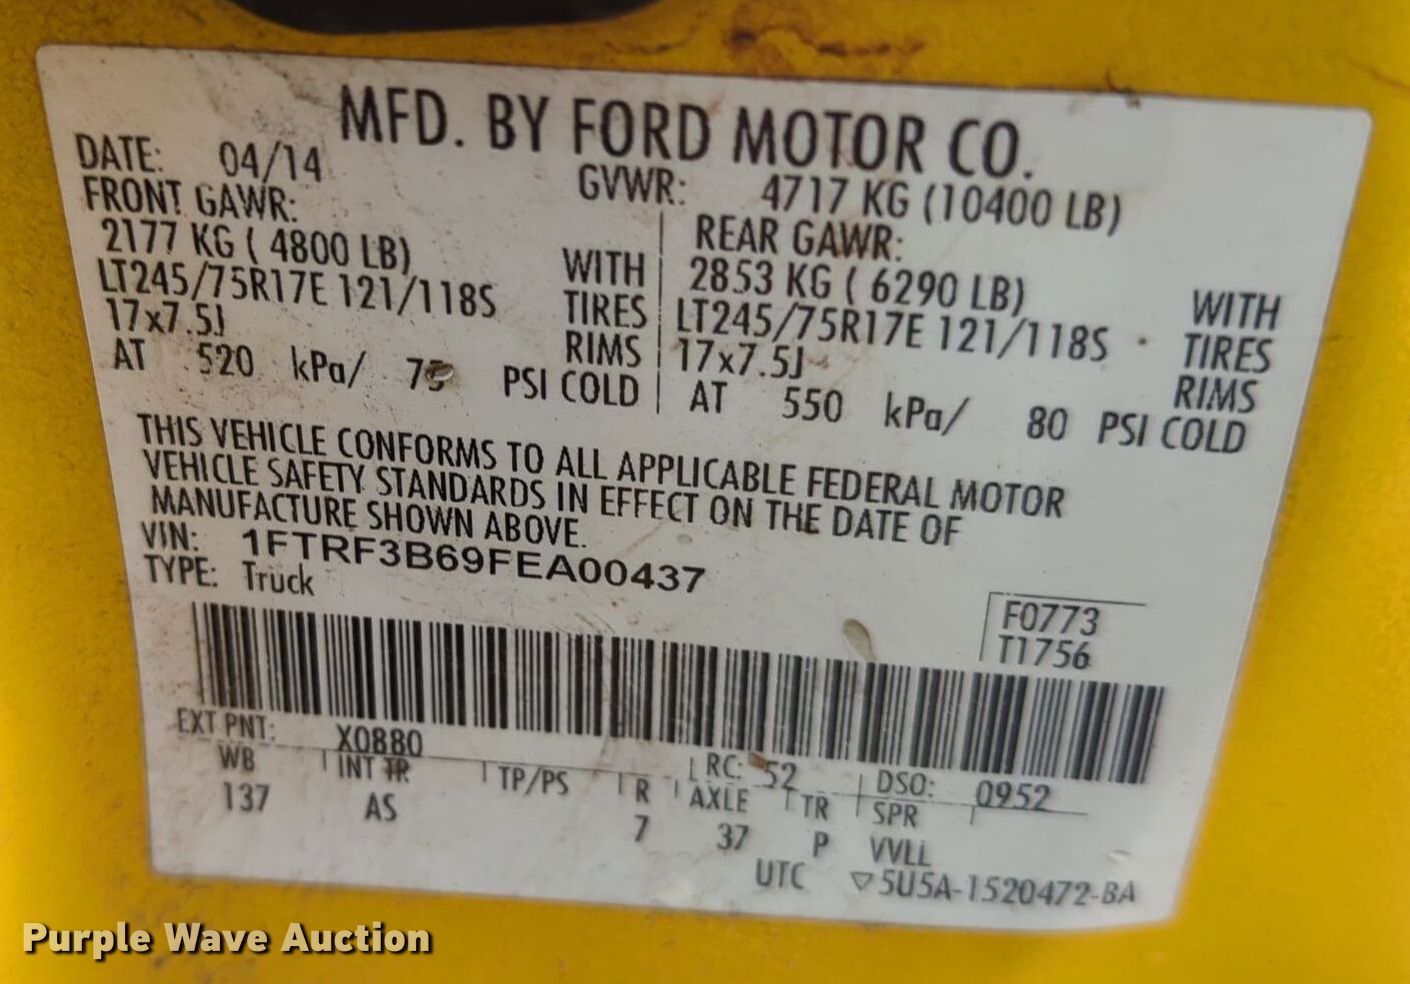 MFD. BY FORD MOTOR CO.
DATE: 04/14 GVWR: 4717 KG (10400 LB)
FRONT GAWR: REAR GAWR:
2177 KG ( 4800 LB) WITH 2853 KG ( 6290 LB) WITH
LT245/75R17E 121/118S TIRES LT245/75R17E 121/118S TIRES
17x7.5J RIMS 17x7.5J RIMS
AT 520 kPa/ 75 PSI COLD AT 550 kPa/ 80 PSI COLD
THIS VEHICLE CONFORMS TO ALL APPLICABLE FEDERAL MOTOR
VEHICLE SAFETY STANDARDS IN EFFECT ON THE DATE OF
MANUFACTURE SHOWN ABOVE.
VIN: 1FTRF3B69FEA00437
TYPE: Truck
F0773
T1756
EXT PNT: X0880 RC: 52 DSO: 0952
WB INT TR TP/PS R AXLE TR SPR
137 AS 7 37 P VVLL
UTC ▽5U5A-1520472-BA
Purple Wave Auction